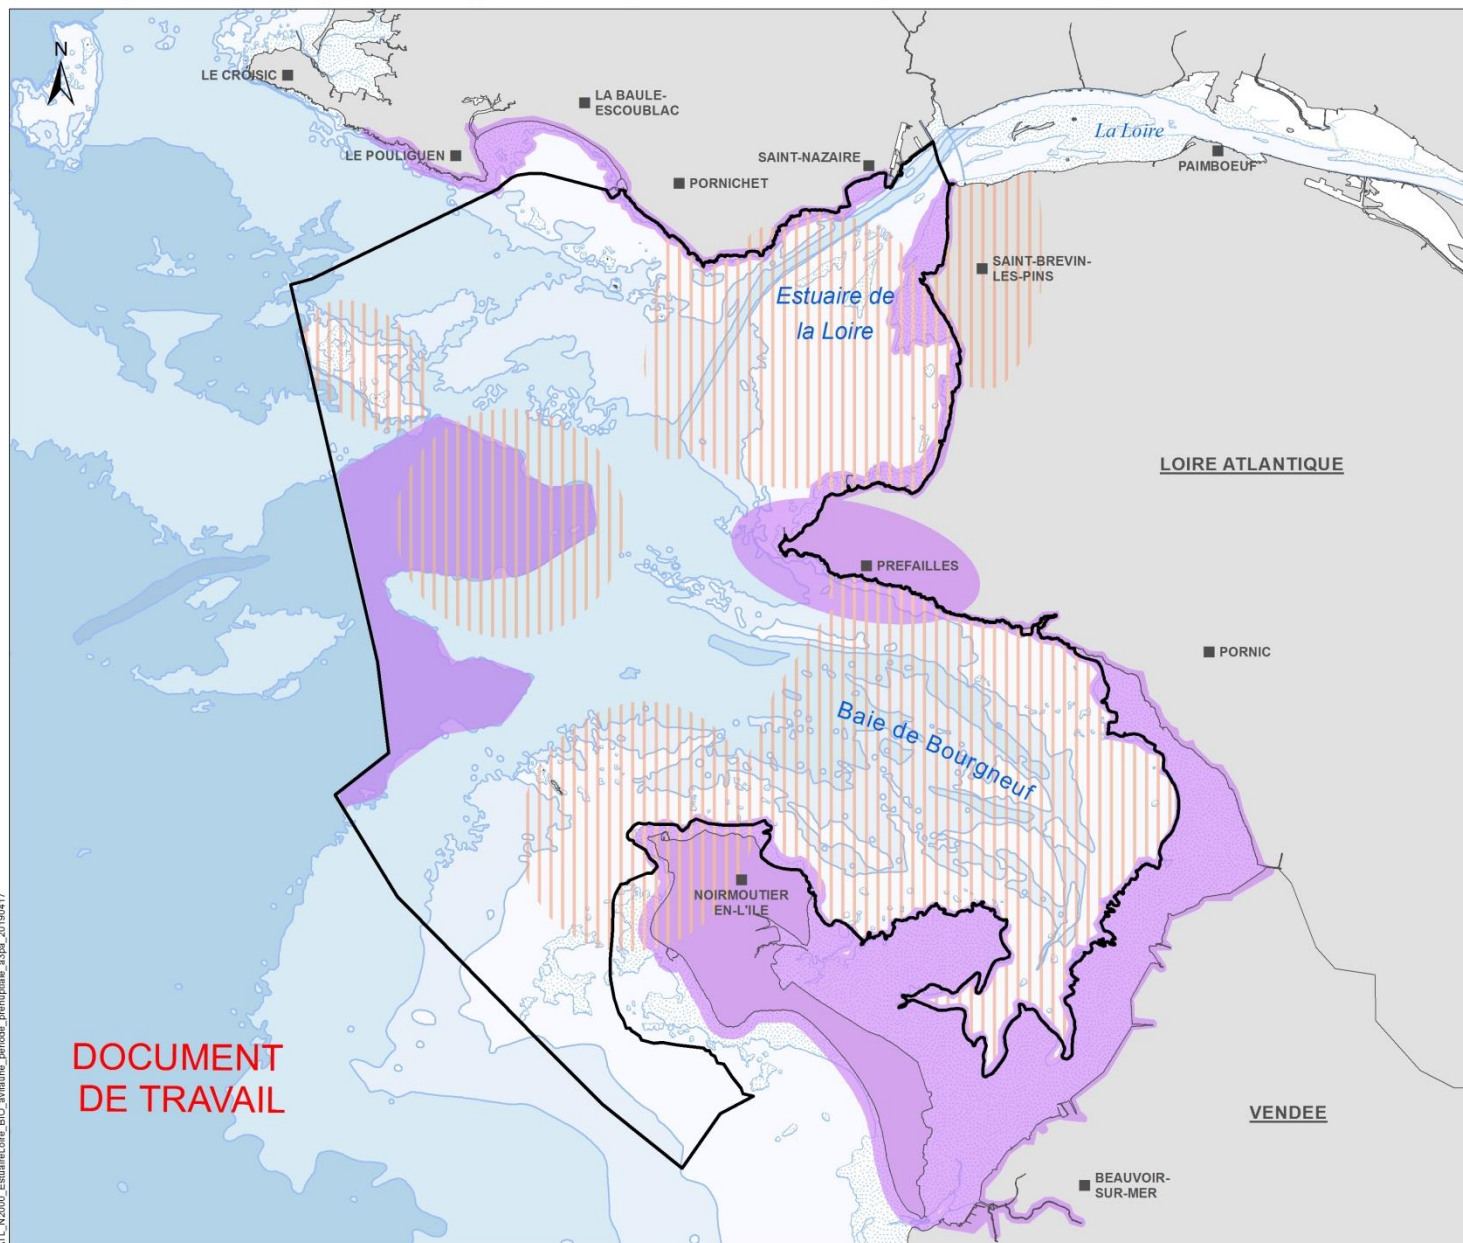 N
LE CROISIC
LA BAULE-
ESCOUBLAC
LE POULIGUEN
SAINT-NAZAIRE
PORNICHET
La Loire
PAIMBOEUF
SAINT-BREVIN-
LES-PINS
Estuaire de
la Loire
LOIRE ATLANTIQUE
PREFAILLES
PORNIC
Baie de Bourgneuf
NOIRMOUTIER
EN-L'ILE
DOCUMENT
DE TRAVAIL
VENDEE
BEAUVOIR-
SUR-MER